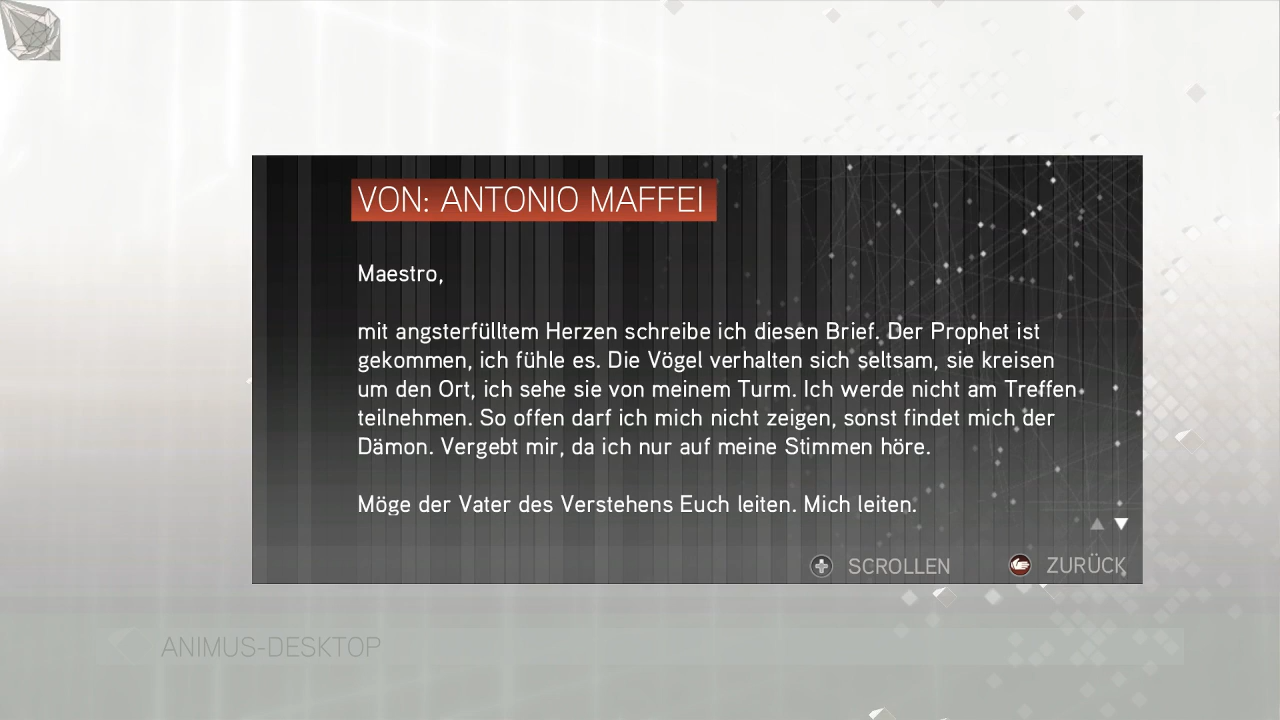 VON: ANTONIO MAFFEI
Maestro,
mit angsterfülltem Herzen schreibe ich diesen Brief. Der Prophet ist
gekommen, ich fühle es. Die Vögel verhalten sich seltsam, sie kreisen
um den Ort, ich sehe sie von meinem Turm. Ich werde nicht am Treffen
teilnehmen. So offen darf ich mich nicht zeigen, sonst findet mich der
Dämon. Vergebt mir, da ich nur auf meine Stimmen höre.
Möge der Vater des Verstehens Euch leiten. Mich leiten.
SCROLLEN ZURÜCK
ANIMUS-DESKTOP